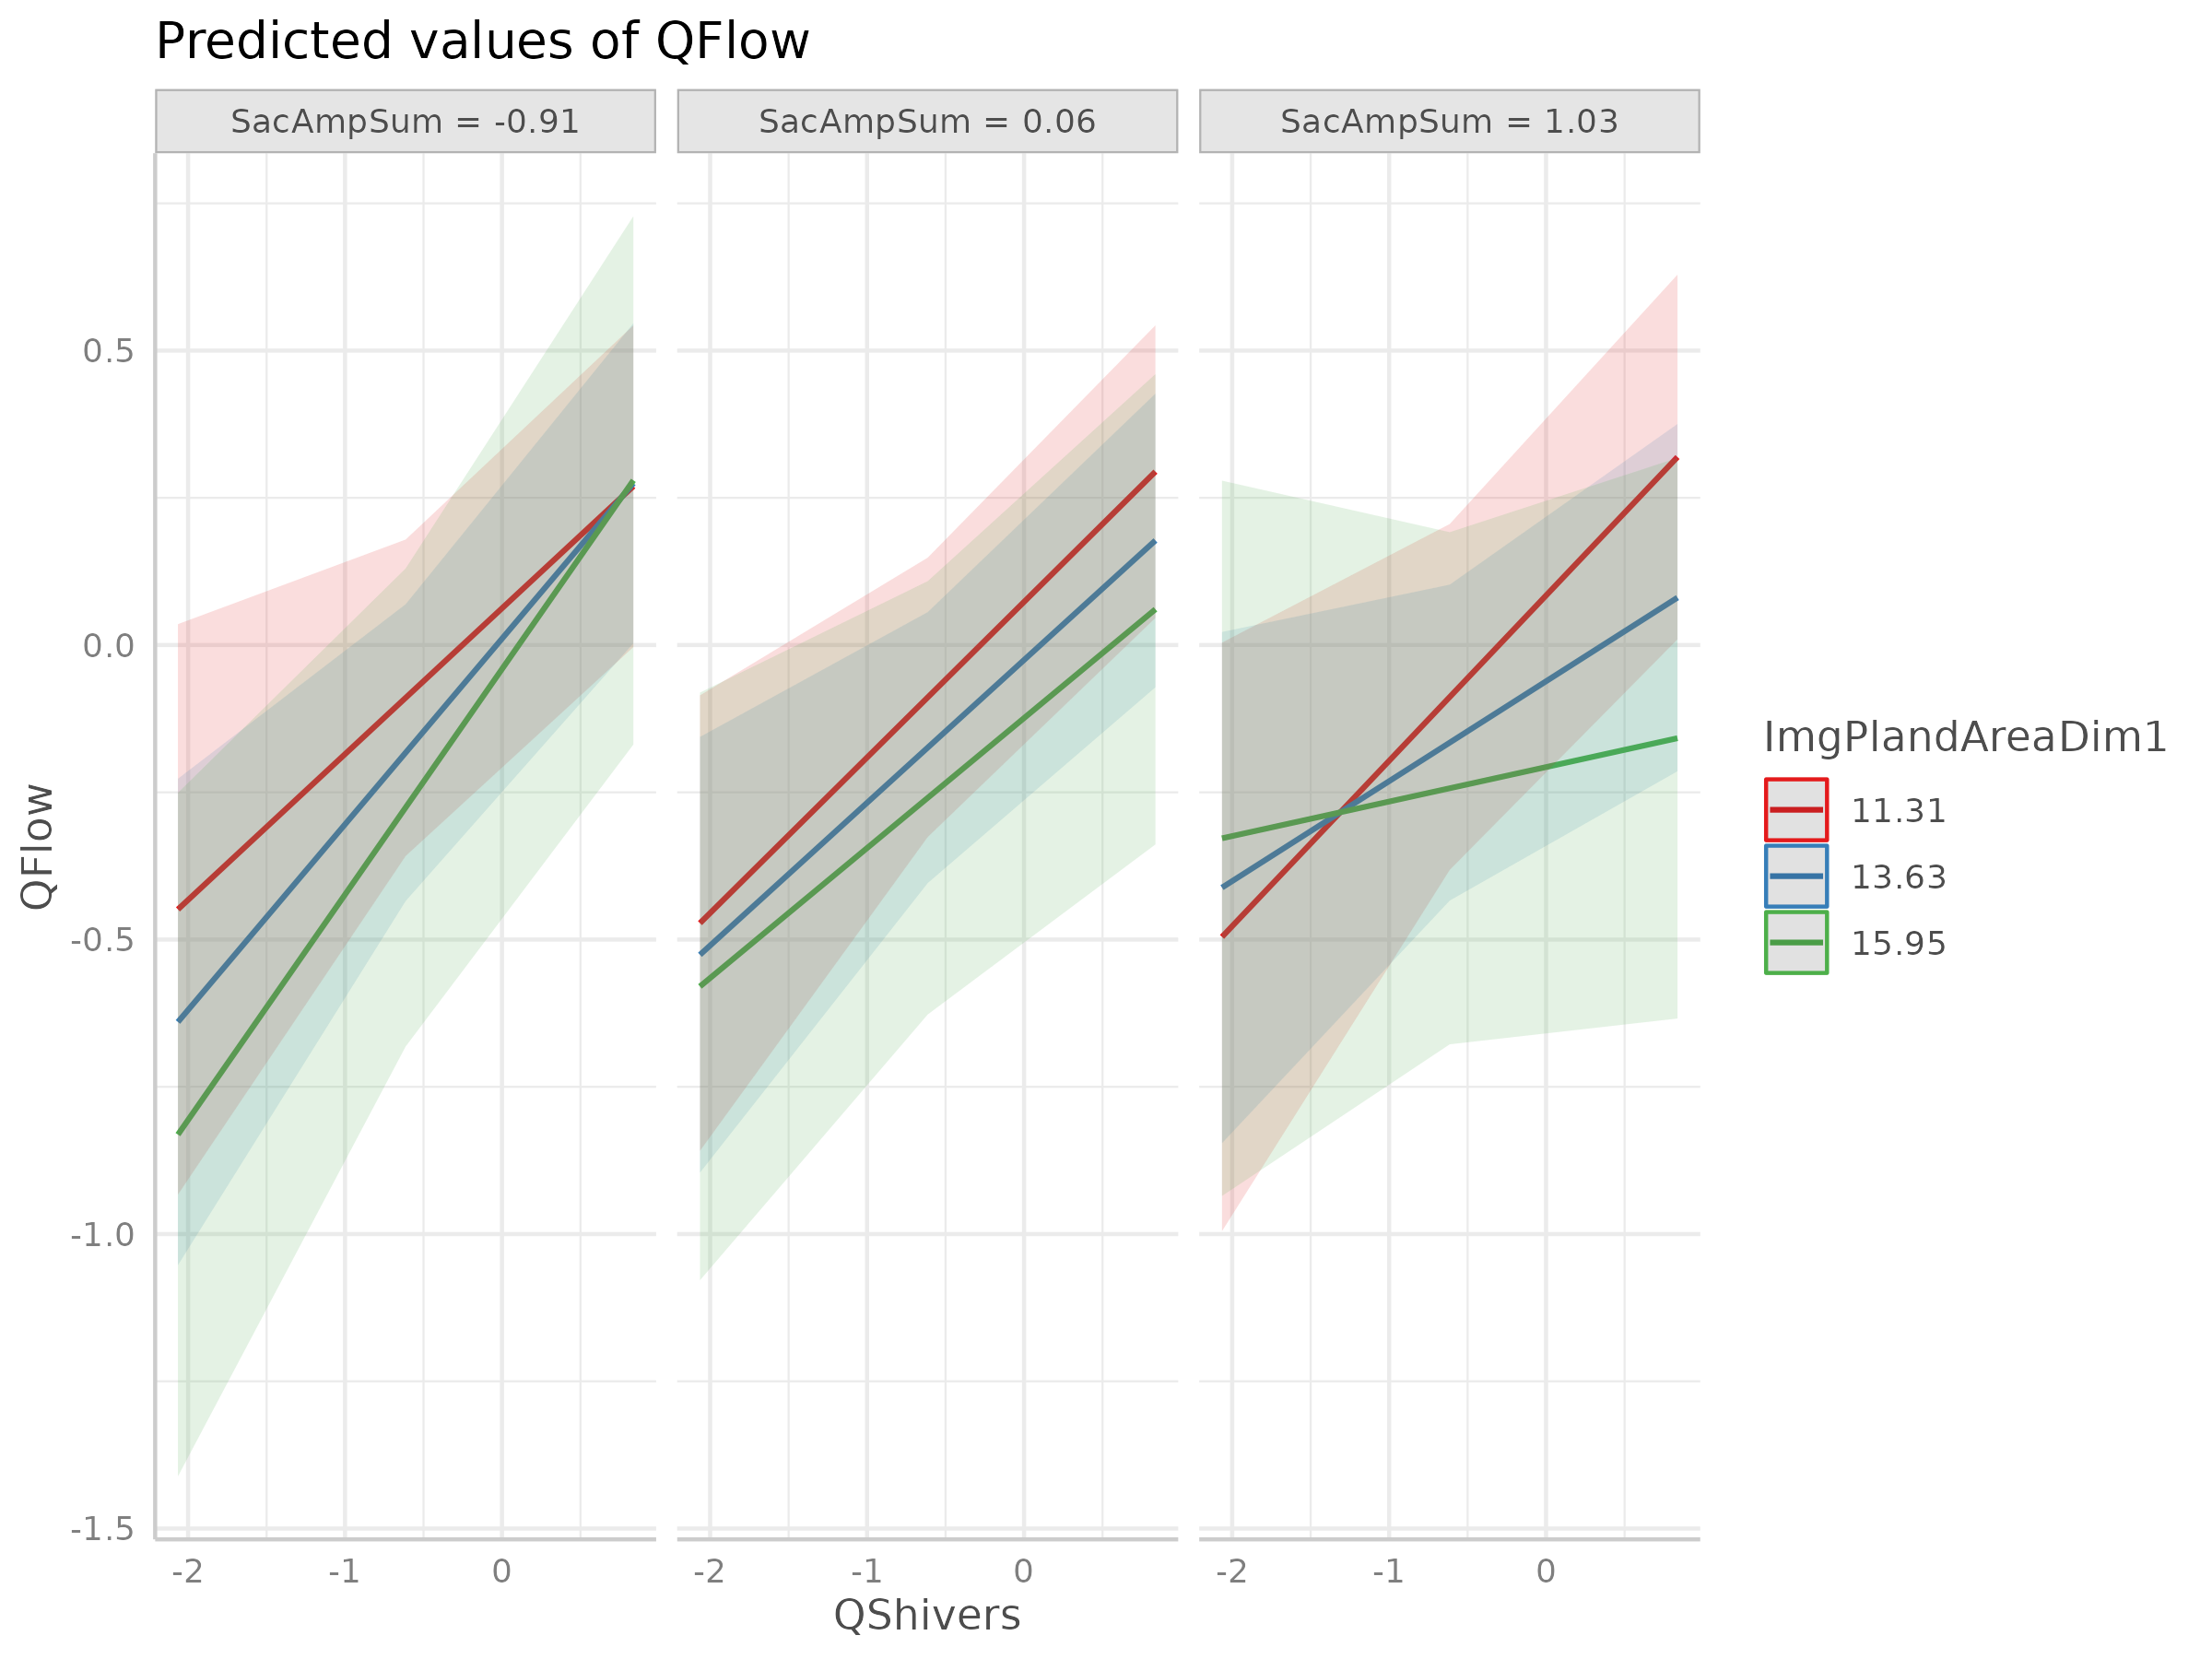 Predicted values of QFlow
SacAmpSum = -0.91
SacAmpSum = 0.06
SacAmpSum = 1.03
QFlow
0.5
0.0
-0.5
-1.0
-1.5
-2 -1 0
-2 -1 0
-2 -1 0
QShivers
ImgPlandAreaDim1
11.31
13.63
15.95